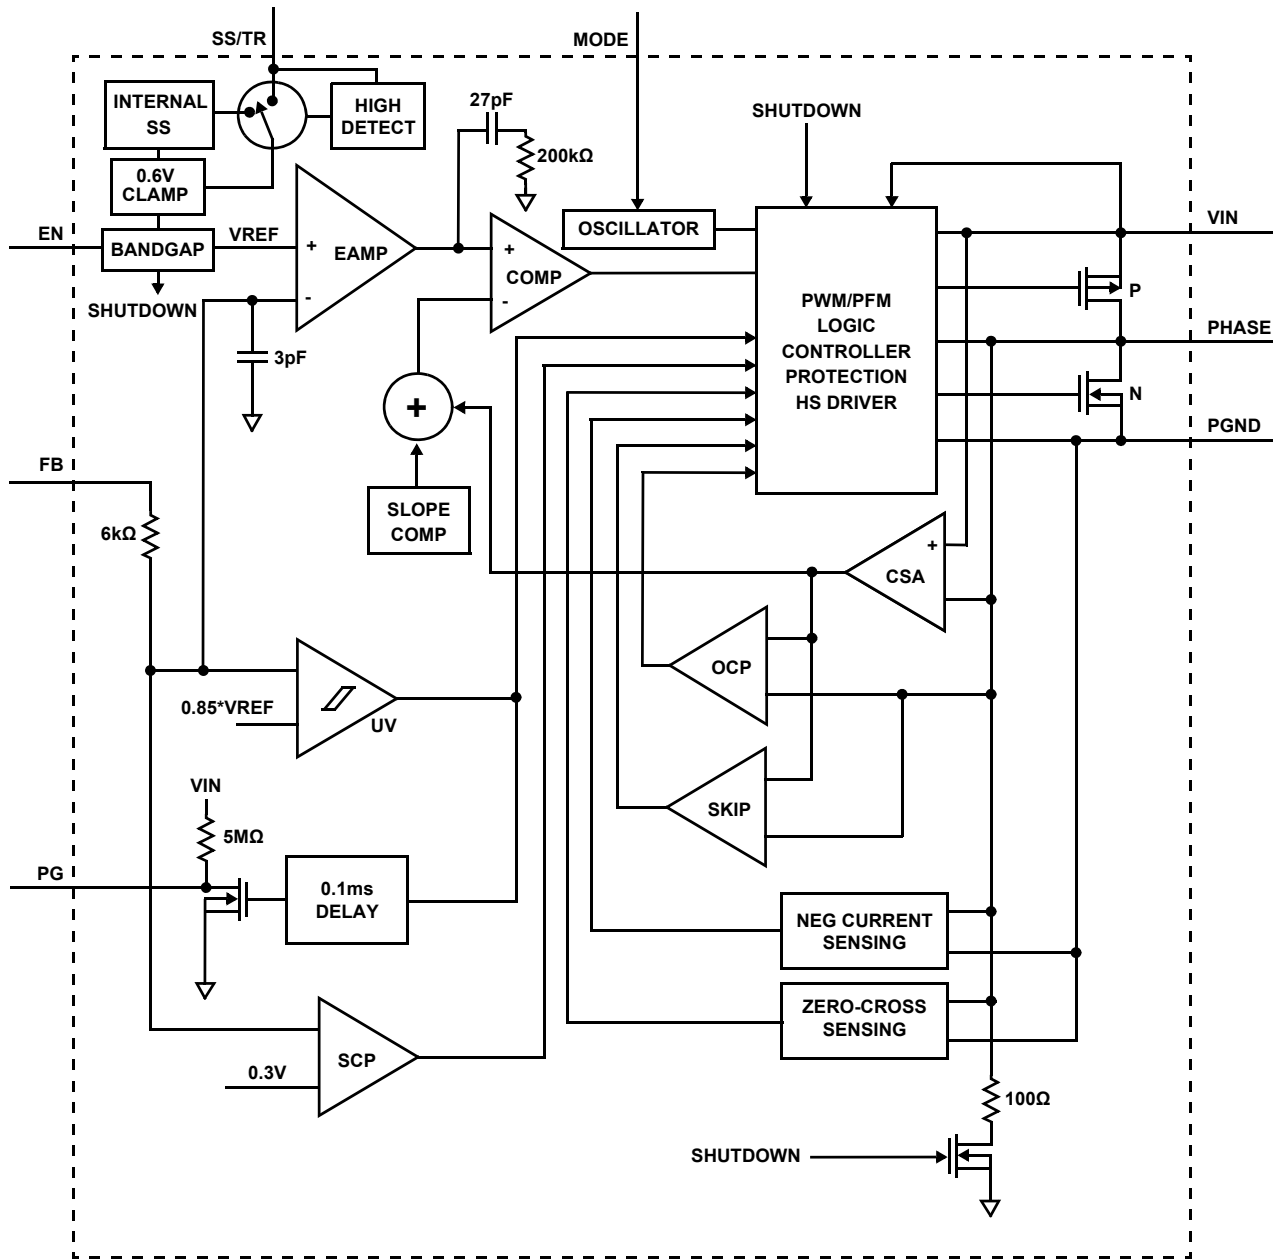 SS/TR
MODE
INTERNAL
SS
HIGH
DETECT
27pF
200kΩ
SHUTDOWN
0.6V
CLAMP
EN
BANDGAP
VREF
SHUTDOWN
+
-
EAMP
+
-
COMP
OSCILLATOR
PWM/PFM
LOGIC
CONTROLLER
PROTECTION
HS DRIVER
VIN
P
PHASE
N
PGND
3pF
+
FB
6kΩ
SLOPE
COMP
+
CSA
OCP
0.85*VREF
UV
SKIP
VIN
5MΩ
PG
0.1ms
DELAY
NEG CURRENT
SENSING
ZERO-CROSS
SENSING
SCP
0.3V
100Ω
SHUTDOWN